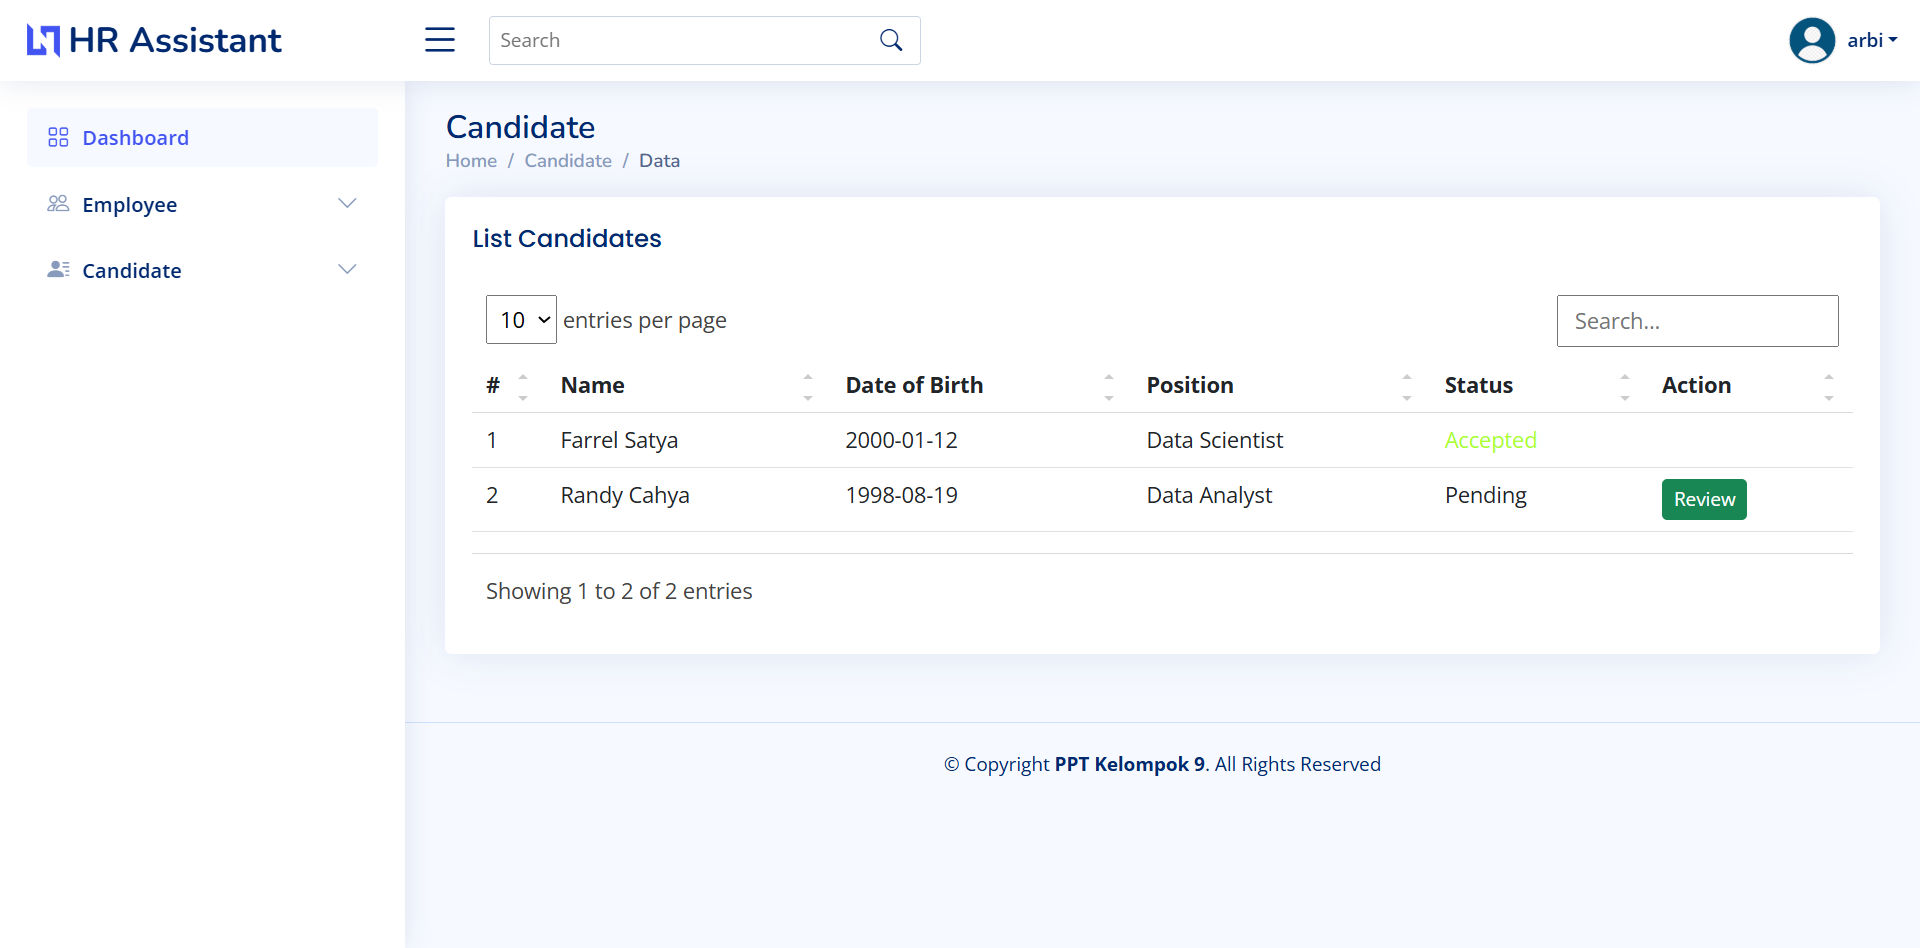 HR Assistant
Search
arbi
Dashboard
Employee
Candidate
Candidate
Home / Candidate / Data
List Candidates
10 entries per page
Search...
# Name Date of Birth Position Status Action
1 Farrel Satya 2000-01-12 Data Scientist Accepted
2 Randy Cahya 1998-08-19 Data Analyst Pending Review
Showing 1 to 2 of 2 entries
© Copyright PPT Kelompok 9. All Rights Reserved